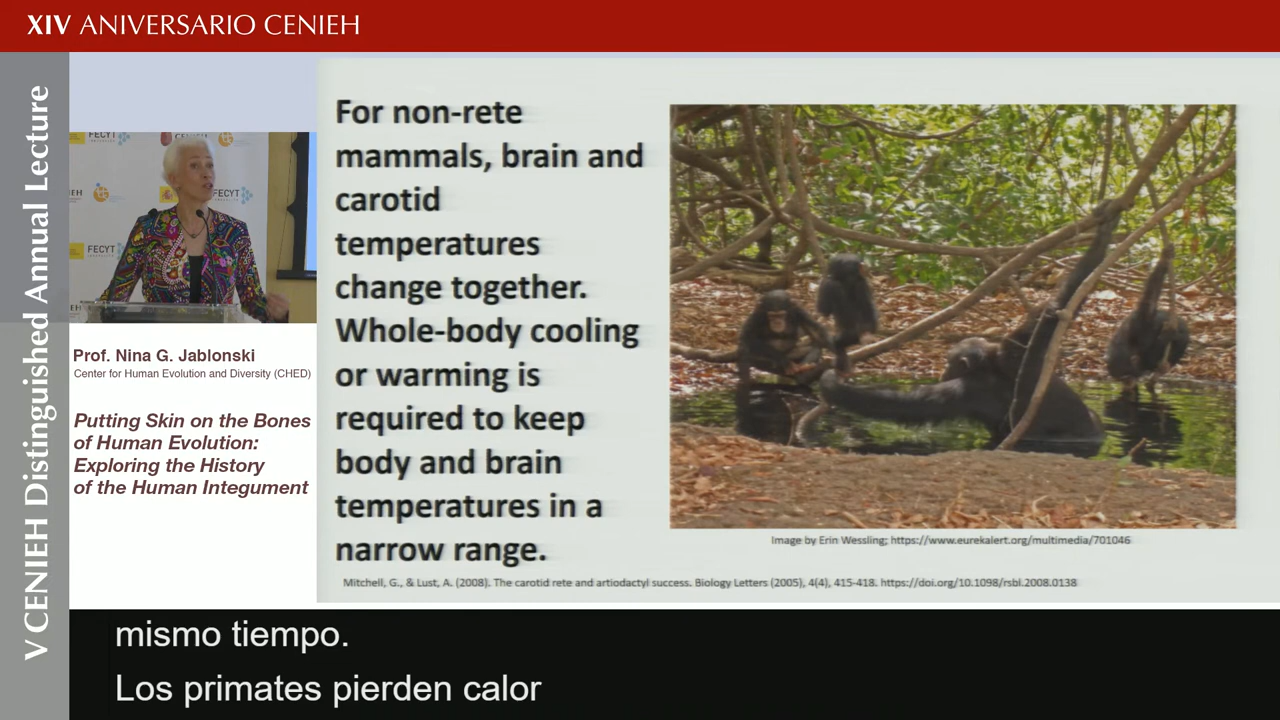 XIV ANIVERSARIO CENIEH
V CENIEH Distinguished Annual Lecture
FECYT
FECYT
FECYT
Prof. Nina G. Jablonski
Center for Human Evolution and Diversity (CHED)
Putting Skin on the Bones
of Human Evolution:
Exploring the History
of the Human Integument
For non-rete
mammals, brain and
carotid
temperatures
change together.
Whole-body cooling
or warming is
required to keep
body and brain
temperatures in a
narrow range.
Image by Erin Wessling; https://www.eurekalert.org/multimedia/701046
Mitchell, G., & Lust, A. (2008). The carotid rete and artiodactyl success. Biology Letters (2005), 4(4), 415-418. https://doi.org/10.1098/rsbl.2008.0138
mismo tiempo.
Los primates pierden calor